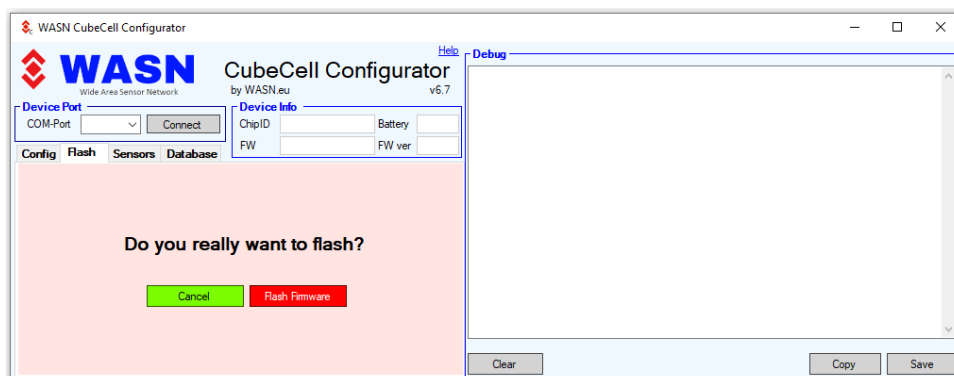 WASN CubeCell Configurator
Help
WASN
Wide Area Sensor Network
CubeCell Configurator
by WASN.eu v6.7
Device Port
COM-Port Connect
Device Info
ChipID Battery
FW FW ver
Config Flash Sensors Database
Do you really want to flash?
Cancel Flash Firmware
Debug
Clear Copy Save